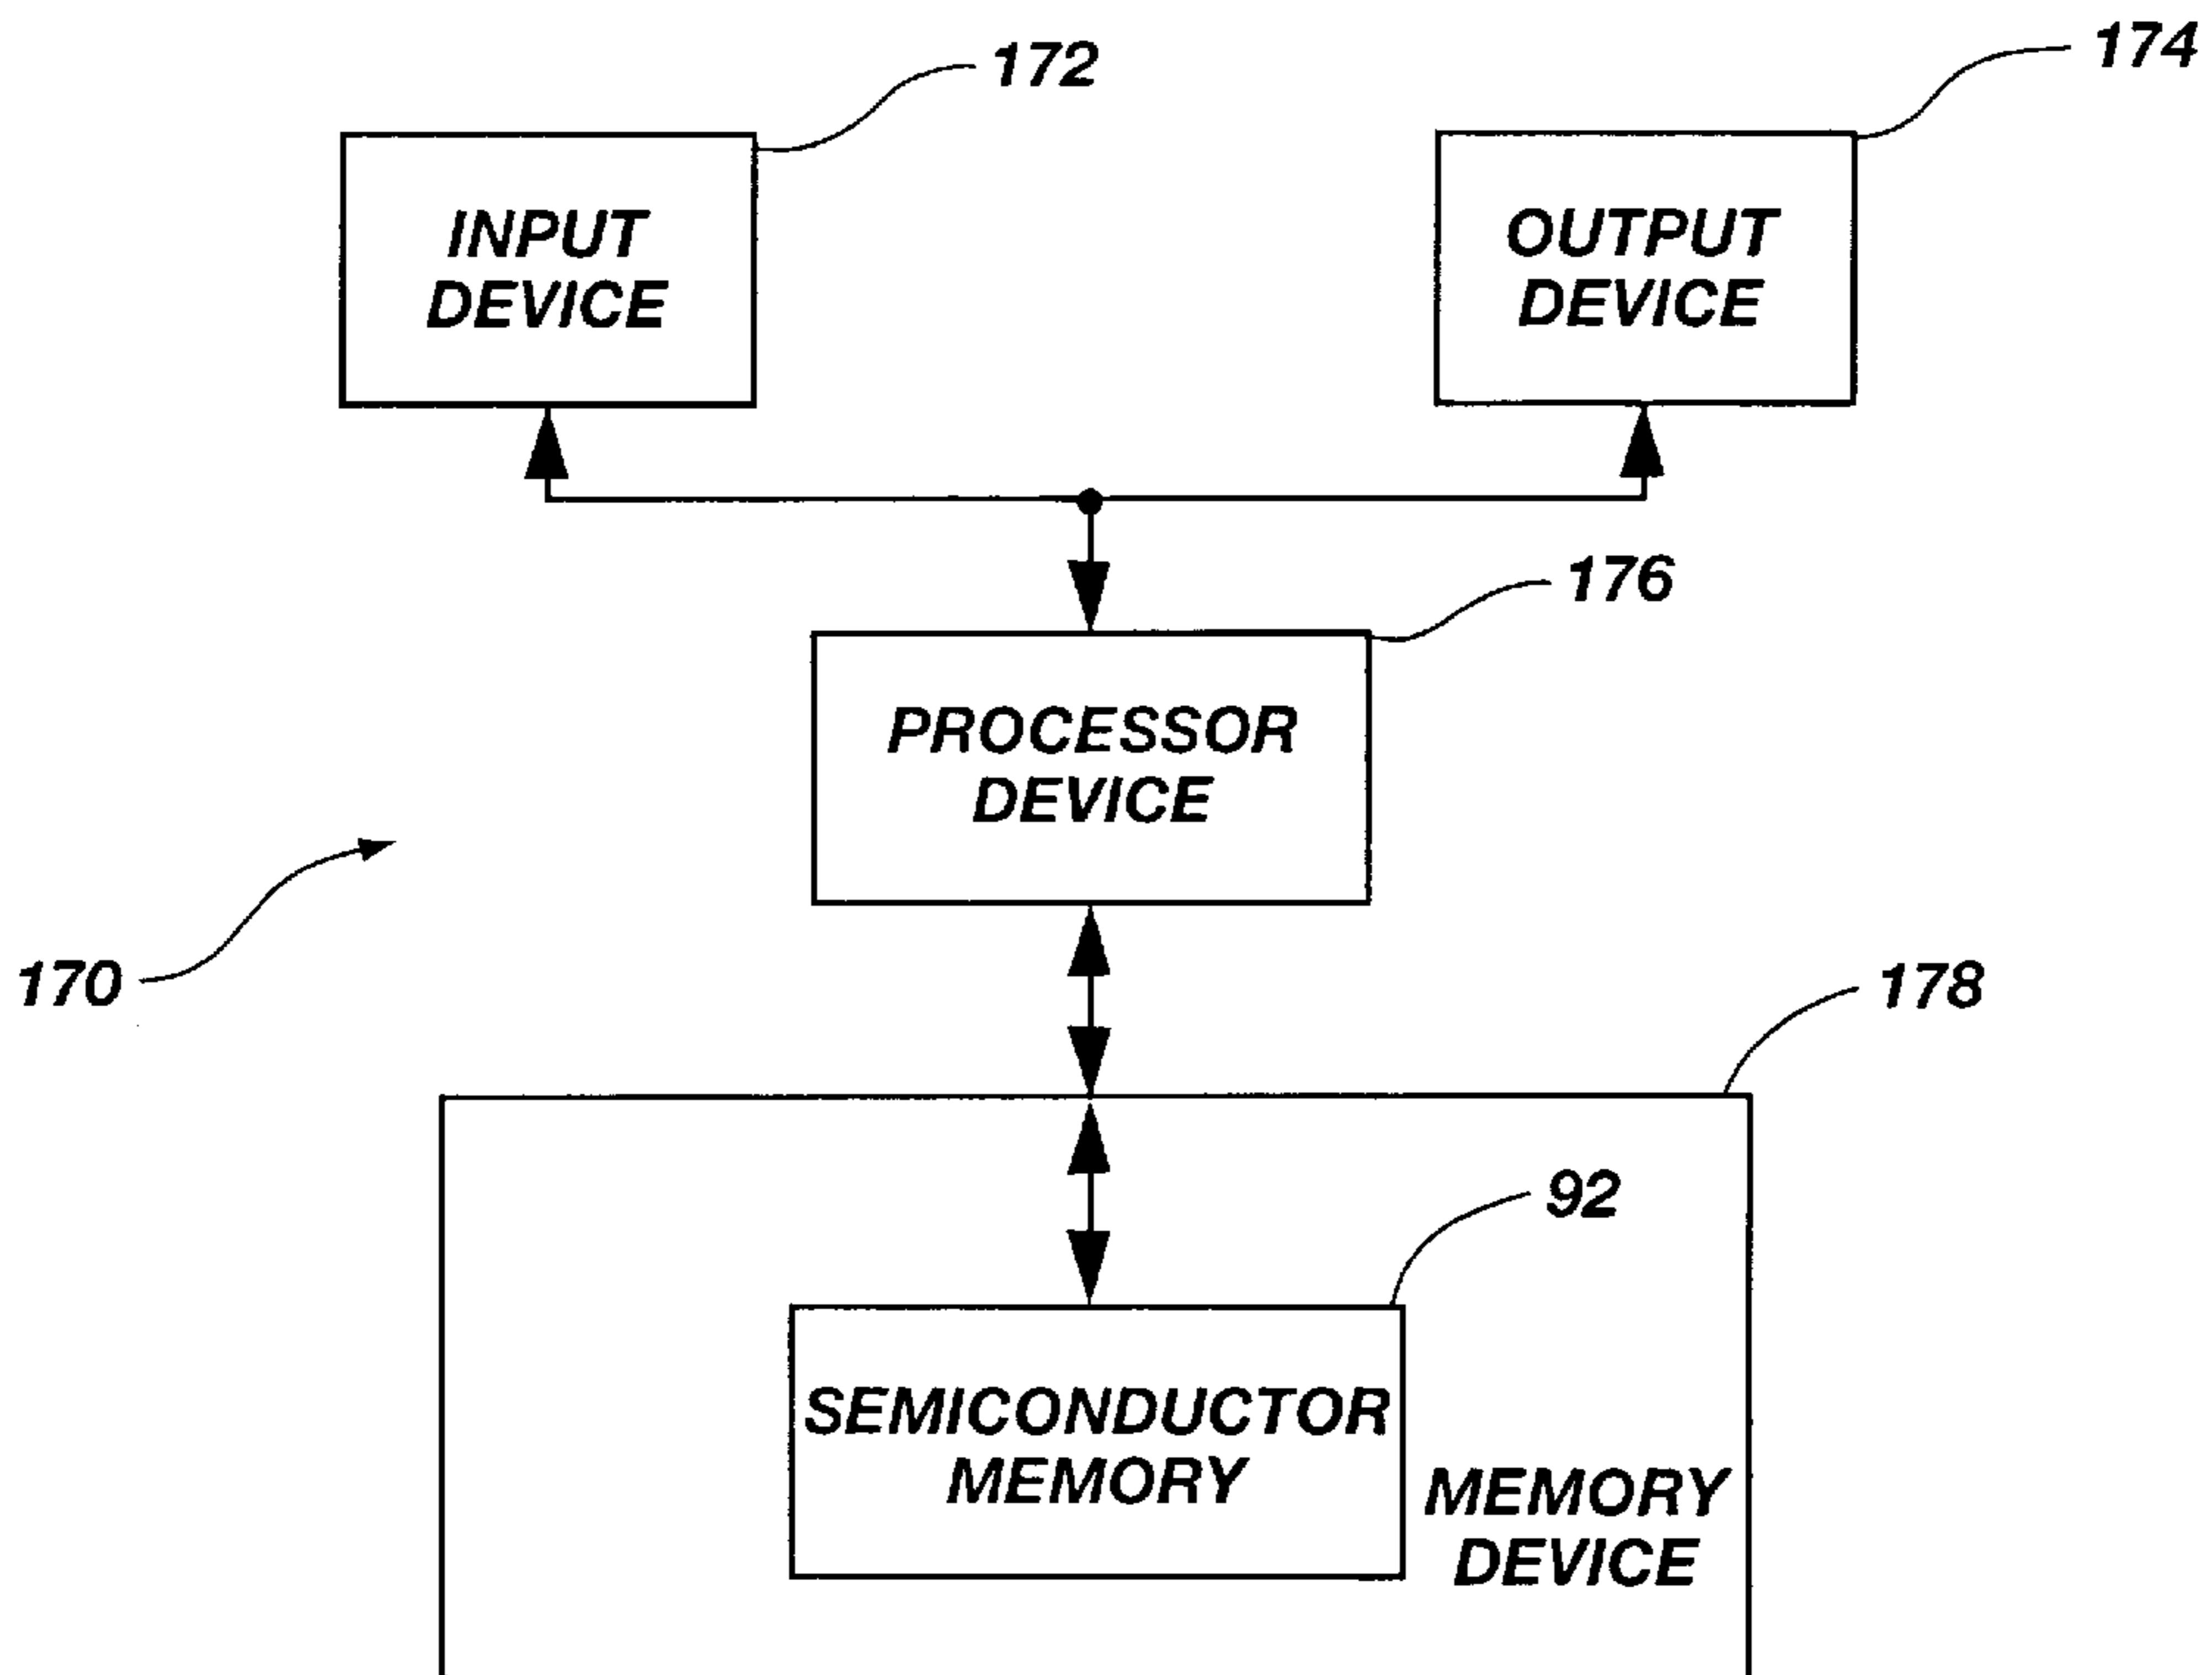 172
174
INPUT
DEVICE
OUTPUT
DEVICE
176
PROCESSOR
DEVICE
170
178
92
SEMICONDUCTOR
MEMORY
MEMORY
DEVICE